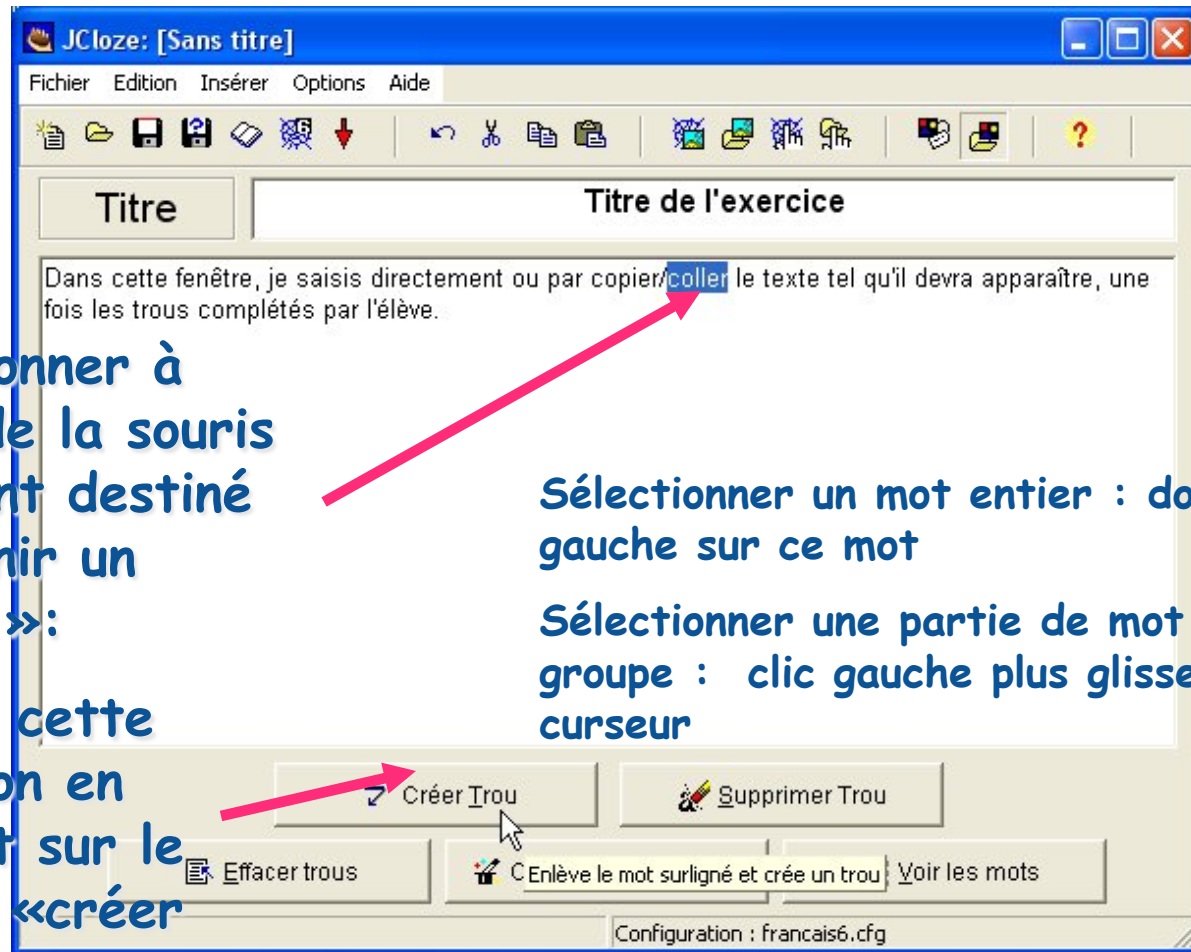 JCloze: [Sans titre]
Fichier Edition Insérer Options Aide
Titre
Titre de l'exercice
Dans cette fenêtre, je saisis directement ou par copier/coller le texte tel qu'il devra apparaître, une
fois les trous complétés par l'élève.
onner à
de la souris
nt destiné
nir un
»:
cette
on en
t sur le
«créer
Sélectionner un mot entier : do
gauche sur ce mot
Sélectionner une partie de mot
groupe : clic gauche plus glisse
curseur
Créer Trou
Supprimer Trou
Effacer trous
Enlève le mot surligné et crée un trou
Voir les mots
Configuration : francais6.cfg